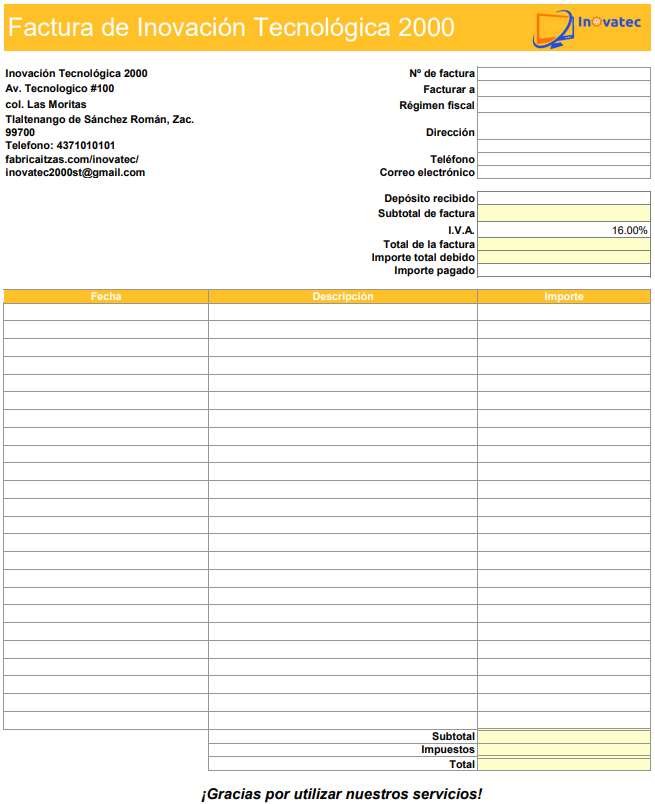 Factura de Inovación Tecnológica 2000
Inovatec
Inovación Tecnológica 2000
Av. Tecnologico #100
col. Las Moritas
Tlaltenango de Sánchez Román, Zac.
99700
Telefono: 4371010101
fabricaitzas.com/inovatec/
inovatec2000st@gmail.com
Nº de factura
Facturar a
Régimen fiscal
Dirección
Teléfono
Correo electrónico
Depósito recibido
Subtotal de factura
I.V.A. 16.00%
Total de la factura
Importe total debido
Importe pagado
Fecha Descripción Importe
Subtotal
Impuestos
Total
¡Gracias por utilizar nuestros servicios!